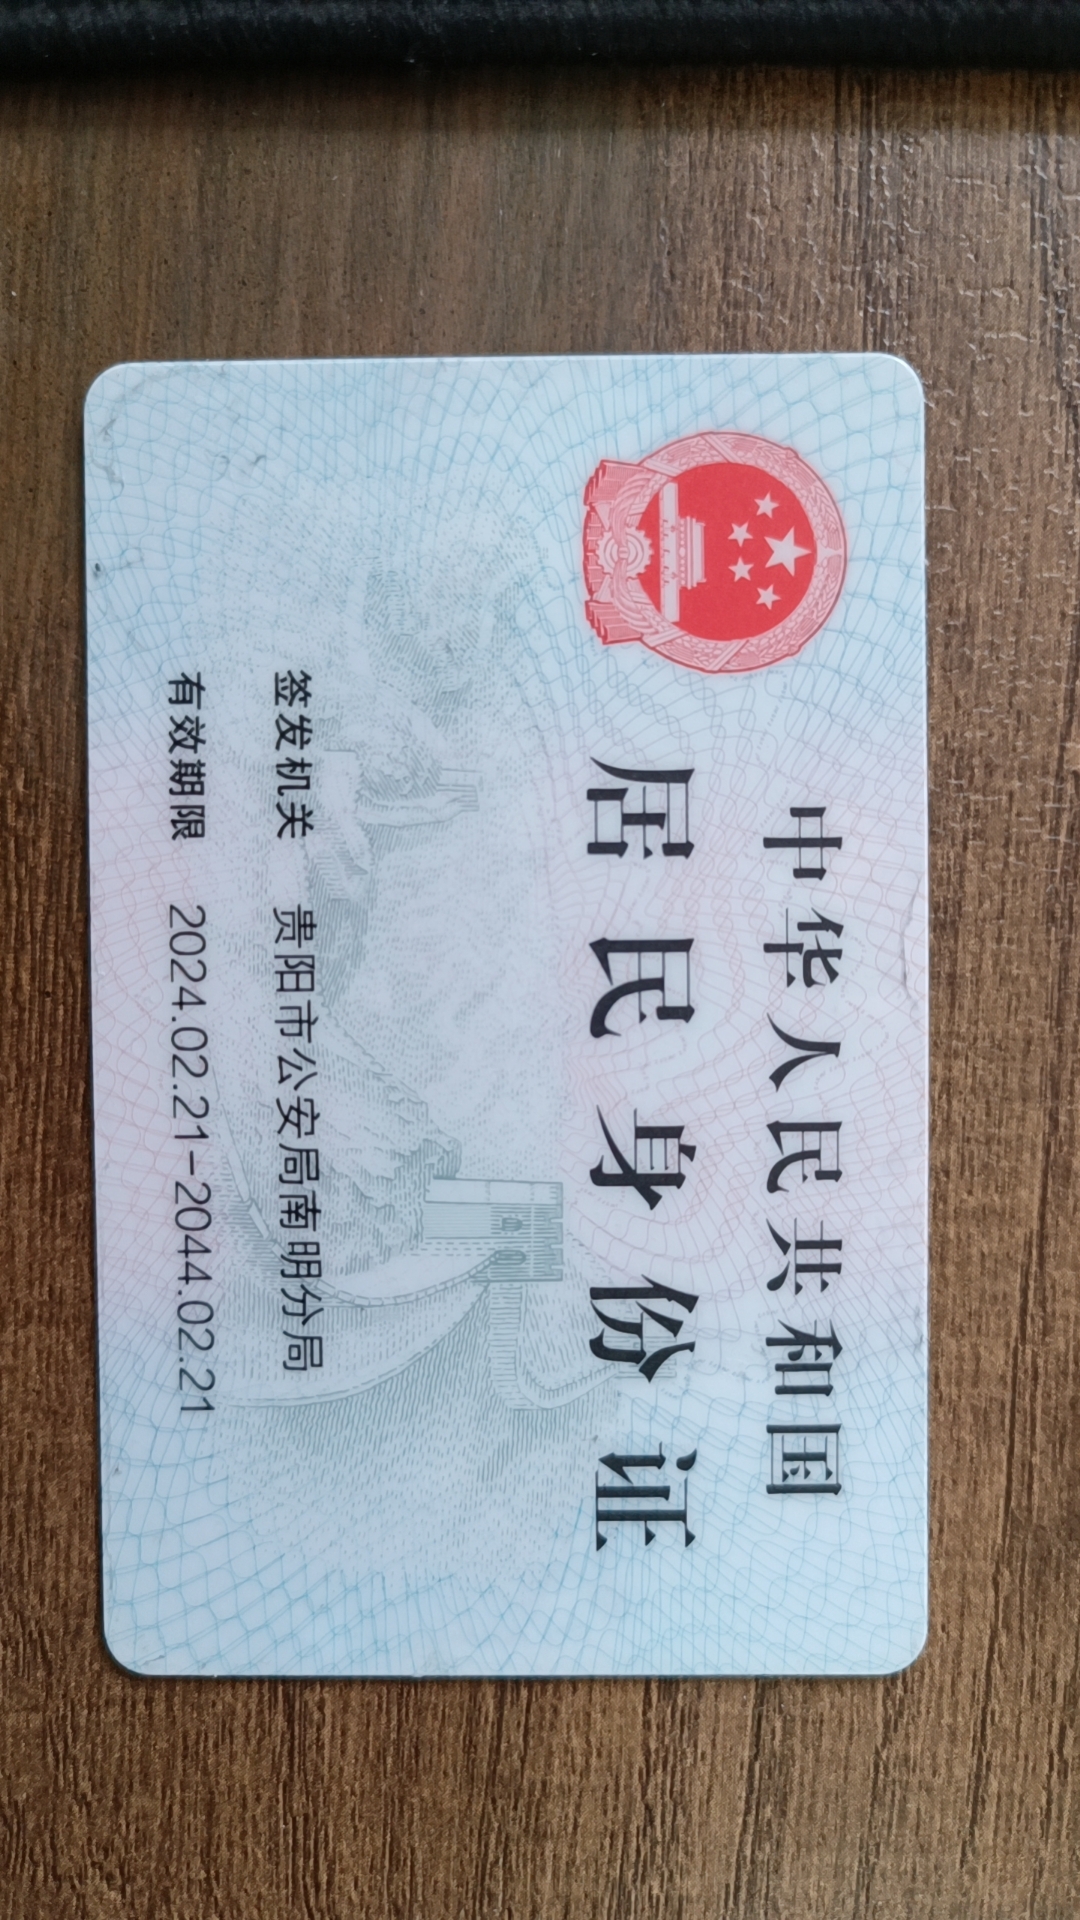 中华人民共和国
居民身份证
签发机关 贵阳市公安局南明分局
有效期限 2024.02.21-2044.02.21